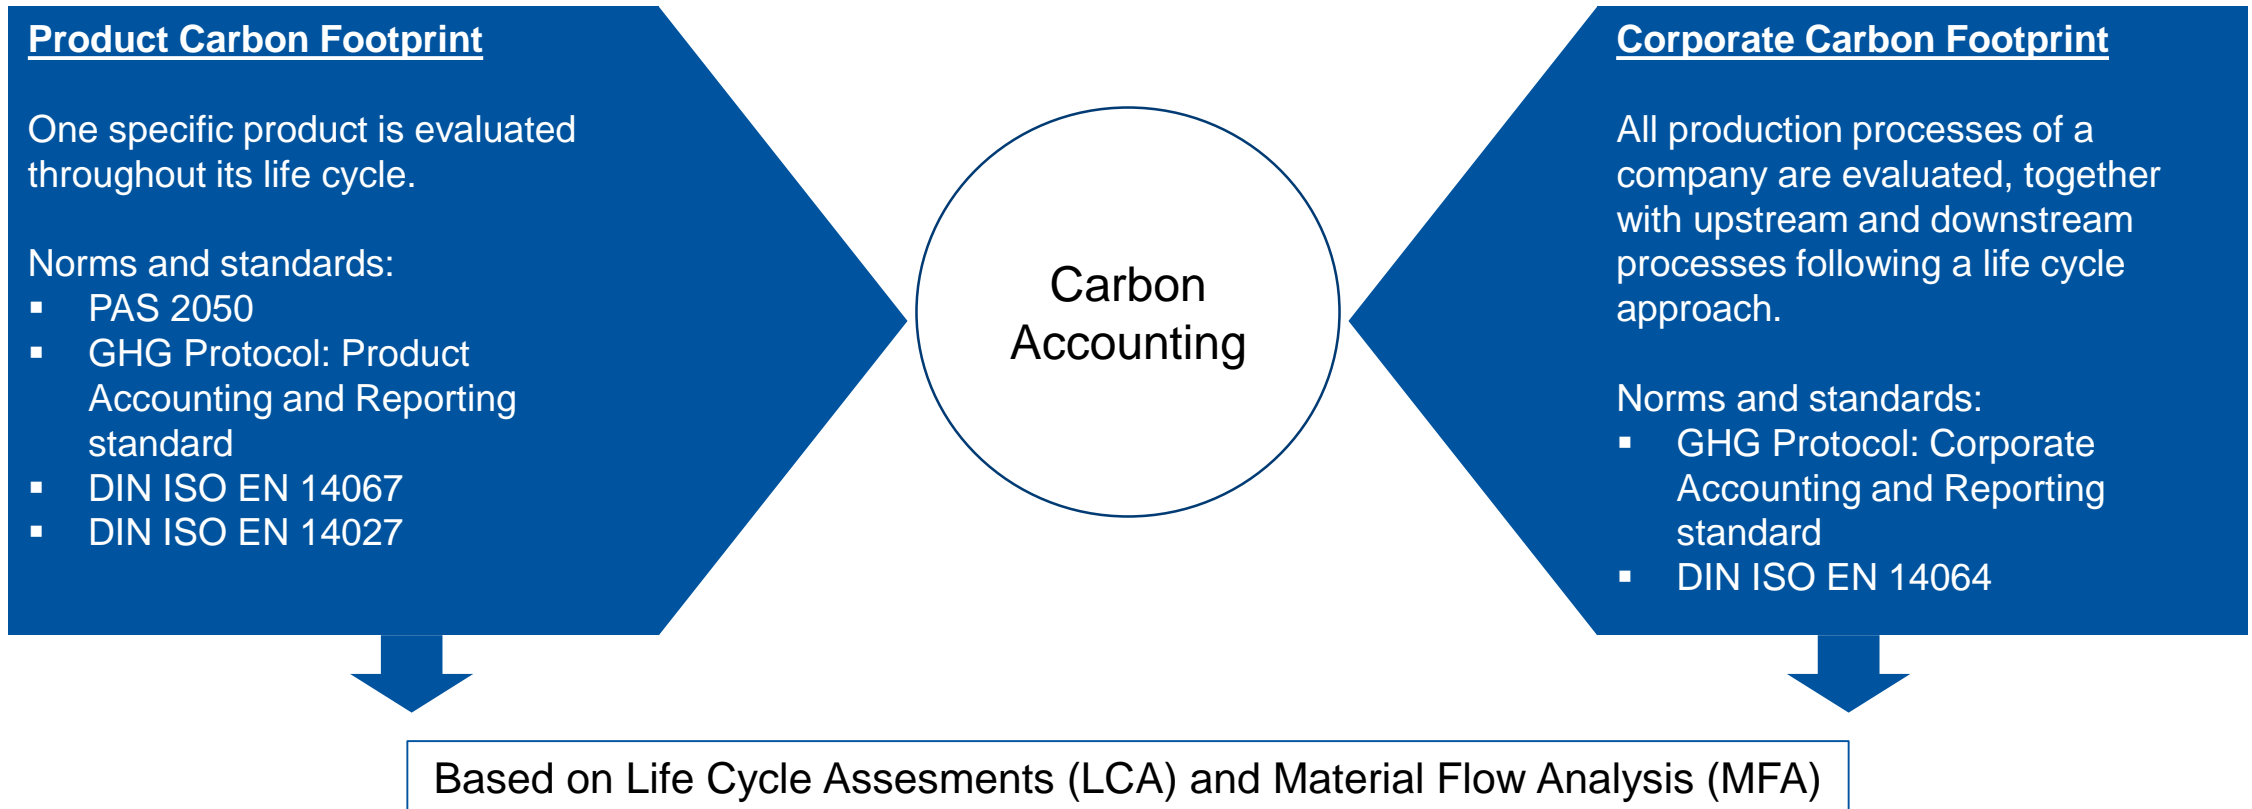 Product Carbon Footprint
One specific product is evaluated
throughout its life cycle.
Norms and standards:
▪ PAS 2050
▪ GHG Protocol: Product
Accounting and Reporting
standard
▪ DIN ISO EN 14067
▪ DIN ISO EN 14027
Carbon
Accounting
Corporate Carbon Footprint
All production processes of a
company are evaluated, together
with upstream and downstream
processes following a life cycle
approach.
Norms and standards:
▪ GHG Protocol: Corporate
Accounting and Reporting
standard
▪ DIN ISO EN 14064
Based on Life Cycle Assesments (LCA) and Material Flow Analysis (MFA)